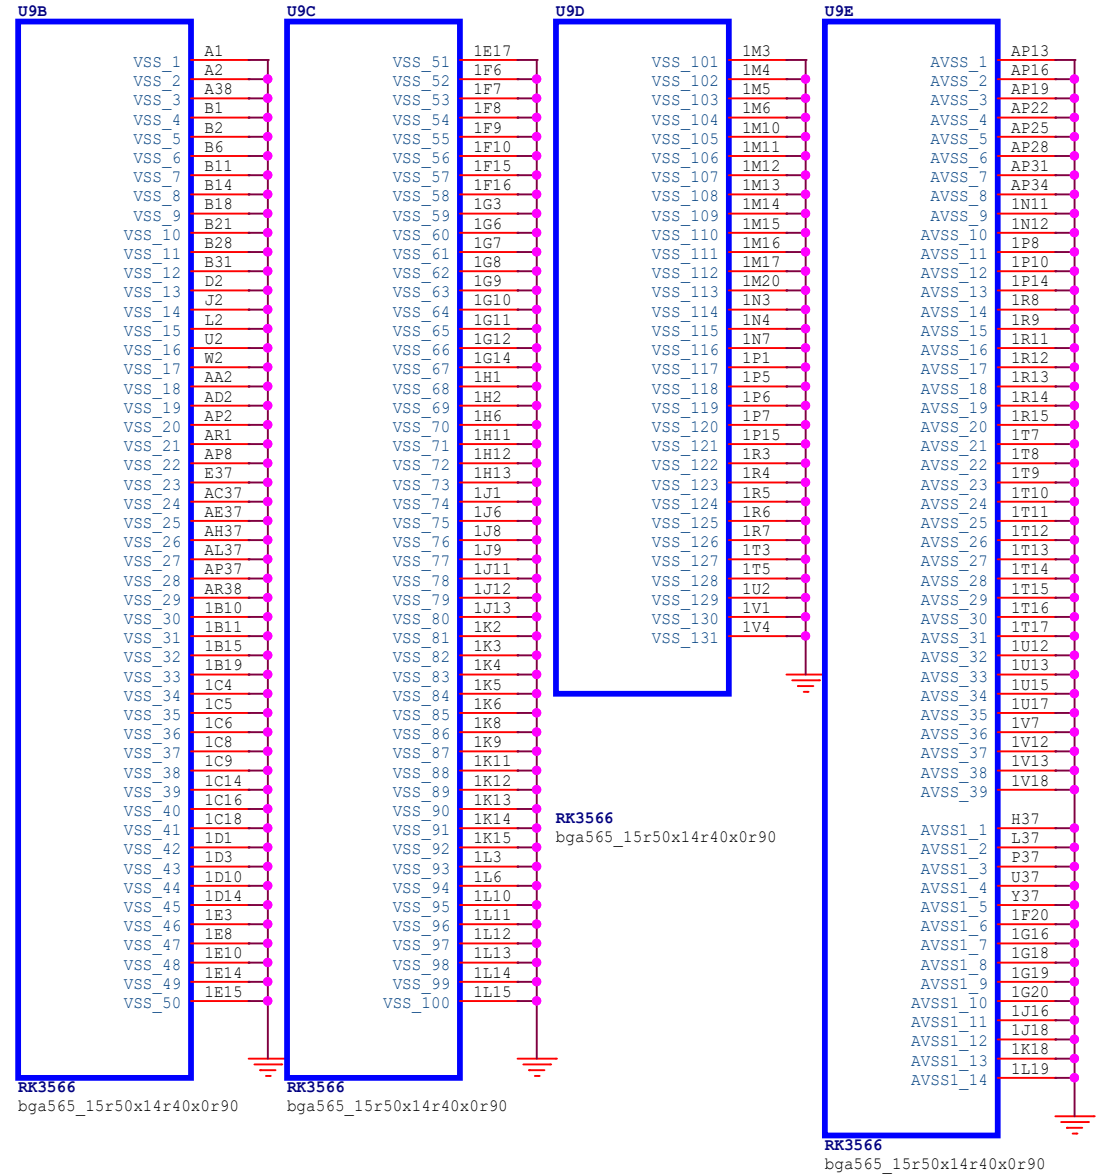 U9B
VSS_1 A1
VSS_2 A2
VSS_3 A38
VSS_4 B1
VSS_5 B2
VSS_6 B6
VSS_7 B11
VSS_8 B14
VSS_9 B18
VSS_10 B21
VSS_11 B28
VSS_12 B31
VSS_13 D2
VSS_14 J2
VSS_15 L2
VSS_16 U2
VSS_17 W2
VSS_18 AA2
VSS_19 AD2
VSS_20 AP2
VSS_21 AR1
VSS_22 AP8
VSS_23 E37
VSS_24 AC37
VSS_25 AE37
VSS_26 AH37
VSS_27 AL37
VSS_28 AP37
VSS_29 AR38
VSS_30 1B10
VSS_31 1B11
VSS_32 1B15
VSS_33 1B19
VSS_34 1C4
VSS_35 1C5
VSS_36 1C6
VSS_37 1C8
VSS_38 1C9
VSS_39 1C14
VSS_40 1C16
VSS_41 1C18
VSS_42 1D1
VSS_43 1D3
VSS_44 1D10
VSS_45 1D14
VSS_46 1E3
VSS_47 1E8
VSS_48 1E10
VSS_49 1E14
VSS_50 1E15
RK3566
bga565_15r50x14r40x0r90
U9C
VSS_51 1E17
VSS_52 1F6
VSS_53 1F7
VSS_54 1F8
VSS_55 1F9
VSS_56 1F10
VSS_57 1F15
VSS_58 1F16
VSS_59 1G3
VSS_60 1G6
VSS_61 1G7
VSS_62 1G8
VSS_63 1G9
VSS_64 1G10
VSS_65 1G11
VSS_66 1G12
VSS_67 1G14
VSS_68 1H1
VSS_69 1H2
VSS_70 1H6
VSS_71 1H11
VSS_72 1H12
VSS_73 1H13
VSS_74 1J1
VSS_75 1J6
VSS_76 1J8
VSS_77 1J9
VSS_78 1J11
VSS_79 1J12
VSS_80 1J13
VSS_81 1K2
VSS_82 1K3
VSS_83 1K4
VSS_84 1K5
VSS_85 1K6
VSS_86 1K8
VSS_87 1K9
VSS_88 1K11
VSS_89 1K12
VSS_90 1K13
VSS_91 1K14
VSS_92 1K15
VSS_93 1L3
VSS_94 1L6
VSS_95 1L10
VSS_96 1L11
VSS_97 1L12
VSS_98 1L13
VSS_99 1L14
VSS_100 1L15
RK3566
bga565_15r50x14r40x0r90
U9D
VSS_101 1M3
VSS_102 1M4
VSS_103 1M5
VSS_104 1M6
VSS_105 1M10
VSS_106 1M11
VSS_107 1M12
VSS_108 1M13
VSS_109 1M14
VSS_110 1M15
VSS_111 1M16
VSS_112 1M17
VSS_113 1M20
VSS_114 1N3
VSS_115 1N4
VSS_116 1N7
VSS_117 1P1
VSS_118 1P5
VSS_119 1P6
VSS_120 1P7
VSS_121 1P15
VSS_122 1R3
VSS_123 1R4
VSS_124 1R5
VSS_125 1R6
VSS_126 1R7
VSS_127 1T3
VSS_128 1T5
VSS_129 1U2
VSS_130 1V1
VSS_131 1V4
RK3566
bga565_15r50x14r40x0r90
U9E
AVSS_1 AP13
AVSS_2 AP16
AVSS_3 AP19
AVSS_4 AP22
AVSS_5 AP25
AVSS_6 AP28
AVSS_7 AP31
AVSS_8 AP34
AVSS_9 1N11
AVSS_10 1N12
AVSS_11 1P8
AVSS_12 1P10
AVSS_13 1P14
AVSS_14 1R8
AVSS_15 1R9
AVSS_16 1R11
AVSS_17 1R12
AVSS_18 1R13
AVSS_19 1R14
AVSS_20 1R15
AVSS_21 1T7
AVSS_22 1T8
AVSS_23 1T9
AVSS_24 1T10
AVSS_25 1T11
AVSS_26 1T12
AVSS_27 1T13
AVSS_28 1T14
AVSS_29 1T15
AVSS_30 1T16
AVSS_31 1T17
AVSS_32 1U12
AVSS_33 1U13
AVSS_34 1U15
AVSS_35 1U17
AVSS_36 1V7
AVSS_37 1V12
AVSS_38 1V13
AVSS_39 1V18
AVSS1_1 H37
AVSS1_2 L37
AVSS1_3 P37
AVSS1_4 U37
AVSS1_5 Y37
AVSS1_6 1F20
AVSS1_7 1G16
AVSS1_8 1G18
AVSS1_9 1G19
AVSS1_10 1G20
AVSS1_11 1J16
AVSS1_12 1J18
AVSS1_13 1K18
AVSS1_14 1L19
RK3566
bga565_15r50x14r40x0r90